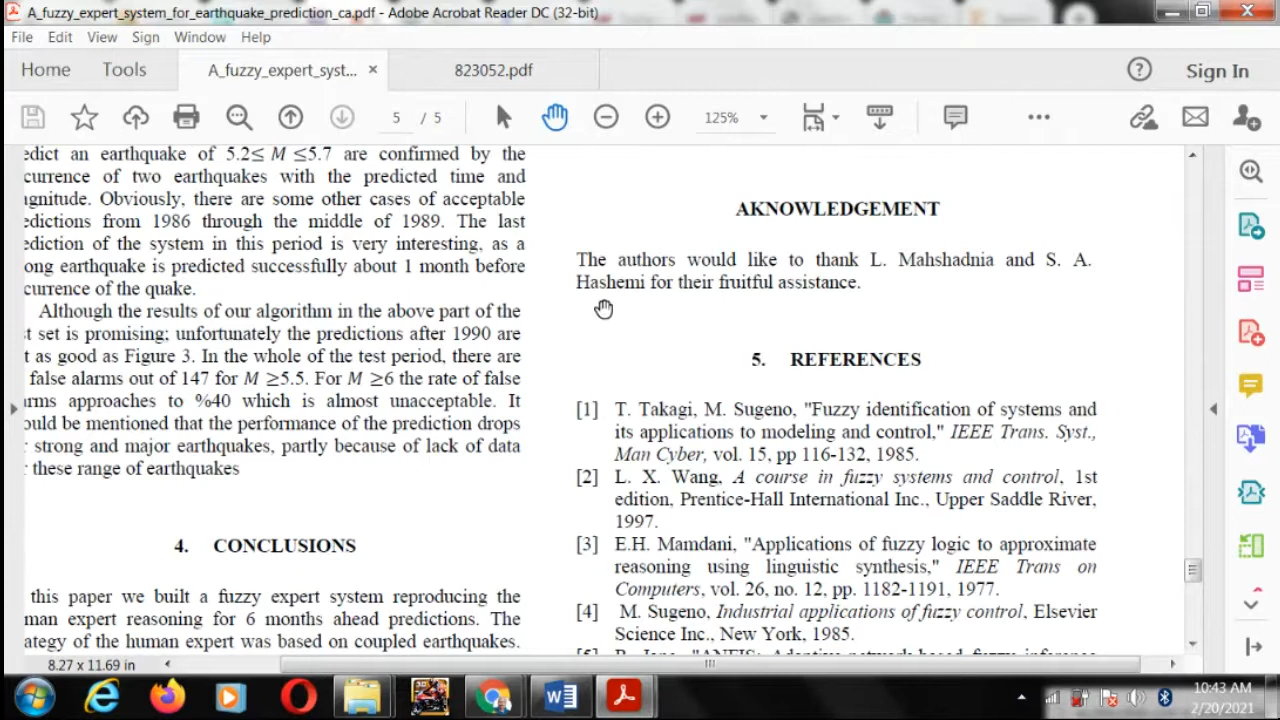 A_fuzzy_expert_system_for_earthquake_prediction_ca.pdf - Adobe Acrobat Reader DC (32-bit)
File Edit View Sign Window Help
Home Tools A_fuzzy_expert_syst... × 823052.pdf ? Sign In
5 / 5 125%
edict an earthquake of 5.2≤ M ≤5.7 are confirmed by the
currence of two earthquakes with the predicted time and
gnitude. Obviously, there are some other cases of acceptable
edictions from 1986 through the middle of 1989. The last
ediction of the system in this period is very interesting, as a
ong earthquake is predicted successfully about 1 month before
currence of the quake.
Although the results of our algorithm in the above part of the
t set is promising; unfortunately the predictions after 1990 are
t as good as Figure 3. In the whole of the test period, there are
false alarms out of 147 for M ≥5.5. For M ≥6 the rate of false
rms approaches to %40 which is almost unacceptable. It
ould be mentioned that the performance of the prediction drops
r strong and major earthquakes, partly because of lack of data
r these range of earthquakes
4. CONCLUSIONS
this paper we built a fuzzy expert system reproducing the
man expert reasoning for 6 months ahead predictions. The
ategy of the human expert was based on coupled earthquakes.
AKNOWLEDGEMENT
The authors would like to thank L. Mahshadnia and S. A.
Hashemi for their fruitful assistance.
5. REFERENCES
[1] T. Takagi, M. Sugeno, "Fuzzy identification of systems and
its applications to modeling and control," IEEE Trans. Syst.,
Man Cyber, vol. 15, pp 116-132, 1985.
[2] L. X. Wang, A course in fuzzy systems and control, 1st
edition, Prentice-Hall International Inc., Upper Saddle River,
1997.
[3] E.H. Mamdani, "Applications of fuzzy logic to approximate
reasoning using linguistic synthesis," IEEE Trans on
Computers, vol. 26, no. 12, pp. 1182-1191, 1977.
[4] M. Sugeno, Industrial applications of fuzzy control, Elsevier
Science Inc., New York, 1985.
8.27 x 11.69 in
10:43 AM
2/20/2021